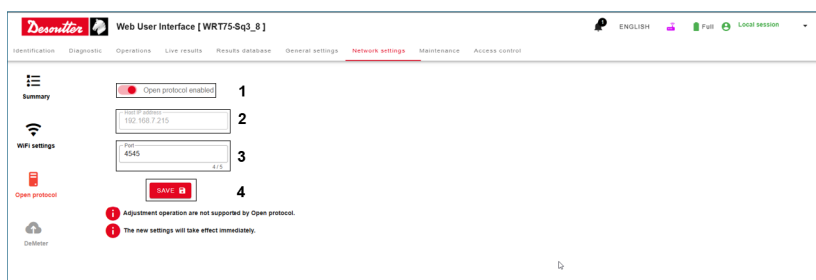 Desoutter Web User Interface [ WRT75-Sq3_8 ] ENGLISH Full Local session
Identification Diagnostic Operations Live results Results database General settings Network settings Maintenance Access control
Summary
Open protocol enabled 1
Host IP address
192.168.7.215 2
WiFi settings
Port
4545 3
4/5
Open protocol
SAVE 4
Adjustment operation are not supported by Open protocol.
The new settings will take effect immediately.
DeMeter